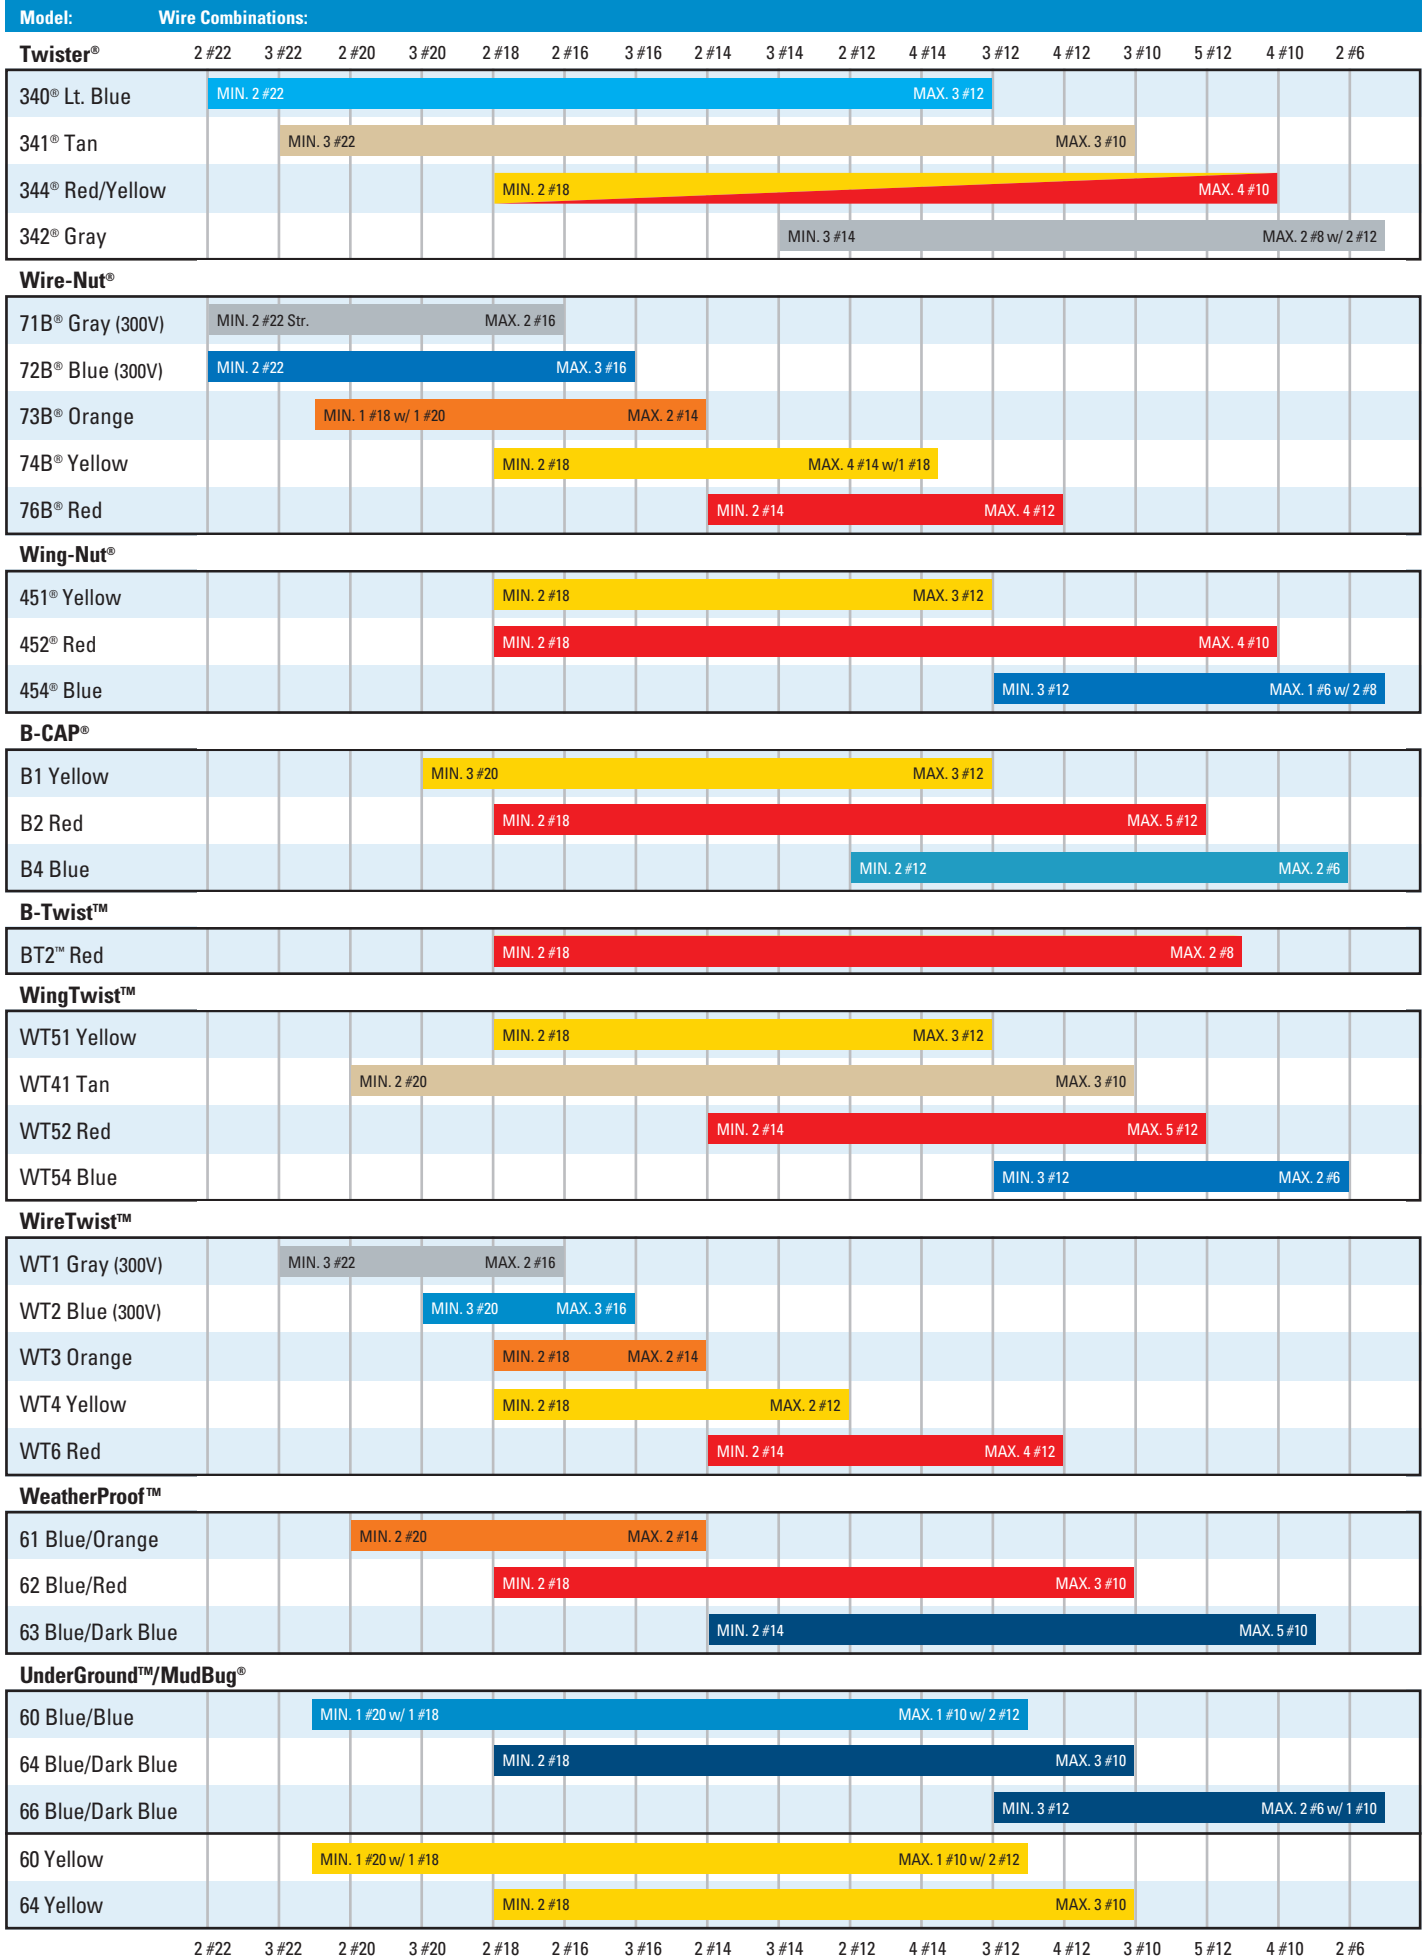 Model: Wire Combinations:
Twister® 2 #22 3 #22 2 #20 3 #20 2 #18 2 #16 3 #16 2 #14 3 #14 2 #12 4 #14 3 #12 4 #12 3 #10 5 #12 4 #10 2 #6
340® Lt. Blue MIN. 2 #22 MAX. 3 #12
341® Tan MIN. 3 #22 MAX. 3 #10
344® Red/Yellow MIN. 2 #18 MAX. 4 #10
342® Gray MIN. 3 #14 MAX. 2 #8 w/ 2 #12
Wire-Nut®
71B® Gray (300V) MIN. 2 #22 Str. MAX. 2 #16
72B® Blue (300V) MIN. 2 #22 MAX. 3 #16
73B® Orange MIN. 1 #18 w/ 1 #20 MAX. 2 #14
74B® Yellow MIN. 2 #18 MAX. 4 #14 w/1 #18
76B® Red MIN. 2 #14 MAX. 4 #12
Wing-Nut®
451® Yellow MIN. 2 #18 MAX. 3 #12
452® Red MIN. 2 #18 MAX. 4 #10
454® Blue MIN. 3 #12 MAX. 1 #6 w/ 2 #8
B-CAP®
B1 Yellow MIN. 3 #20 MAX. 3 #12
B2 Red MIN. 2 #18 MAX. 5 #12
B4 Blue MIN. 2 #12 MAX. 2 #6
B-Twist™
BT2™ Red MIN. 2 #18 MAX. 2 #8
WingTwist™
WT51 Yellow MIN. 2 #18 MAX. 3 #12
WT41 Tan MIN. 2 #20 MAX. 3 #10
WT52 Red MIN. 2 #14 MAX. 5 #12
WT54 Blue MIN. 3 #12 MAX. 2 #6
WireTwist™
WT1 Gray (300V) MIN. 3 #22 MAX. 2 #16
WT2 Blue (300V) MIN. 3 #20 MAX. 3 #16
WT3 Orange MIN. 2 #18 MAX. 2 #14
WT4 Yellow MIN. 2 #18 MAX. 2 #12
WT6 Red MIN. 2 #14 MAX. 4 #12
WeatherProof™
61 Blue/Orange MIN. 2 #20 MAX. 2 #14
62 Blue/Red MIN. 2 #18 MAX. 3 #10
63 Blue/Dark Blue MIN. 2 #14 MAX. 5 #10
UnderGround™/MudBug®
60 Blue/Blue MIN. 1 #20 w/ 1 #18 MAX. 1 #10 w/ 2 #12
64 Blue/Dark Blue MIN. 2 #18 MAX. 3 #10
66 Blue/Dark Blue MIN. 3 #12 MAX. 2 #6 w/ 1 #10
60 Yellow MIN. 1 #20 w/ 1 #18 MAX. 1 #10 w/ 2 #12
64 Yellow MIN. 2 #18 MAX. 3 #10
2 #22 3 #22 2 #20 3 #20 2 #18 2 #16 3 #16 2 #14 3 #14 2 #12 4 #14 3 #12 4 #12 3 #10 5 #12 4 #10 2 #6